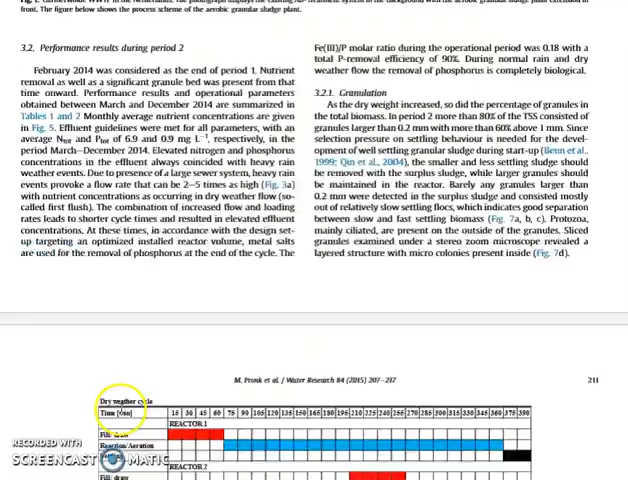 front. The figure below shows the process scheme of the aerobic granular sludge plant.
3.2. Performance results during period 2
February 2014 was considered as the end of period 1. Nutrient
removal as well as a significant granule bed was present from that
time onward. Performance results and operational parameters
obtained between March and December 2014 are summarized in
Tables 1 and 2 Monthly average nutrient concentrations are given
in Fig. 5. Effluent guidelines were met for all parameters, with an
average Ntot and Ptot of 6.9 and 0.9 mg L−1, respectively, in the
period March–December 2014. Elevated nitrogen and phosphorus
concentrations in the effluent always coincided with heavy rain
weather events. Due to presence of a large sewer system, heavy rain
events provoke a flow rate that can be 2–5 times as high (Fig. 3a)
with nutrient concentrations as occurring in dry weather flow (so-
called first flush). The combination of increased flow and loading
rates leads to shorter cycle times and resulted in elevated effluent
concentrations. At these times, in accordance with the design set-
up targeting an optimized installed reactor volume, metal salts
are used for the removal of phosphorus at the end of the cycle. The
Fe(III)/P molar ratio during the operational period was 0.18 with a
total P-removal efficiency of 90%. During normal rain and dry
weather flow the removal of phosphorus is completely biological.
3.2.1. Granulation
As the dry weight increased, so did the percentage of granules in
the total biomass. In period 2 more than 80% of the TSS consisted of
granules larger than 0.2 mm with more than 60% above 1 mm. Since
selection pressure on settling behaviour is needed for the devel-
opment of well settling granular sludge during start-up (Beun et al.,
1999; Qin et al., 2004), the smaller and less settling sludge should
be removed with the surplus sludge, while larger granules should
be maintained in the reactor. Barely any granules larger than
0.2 mm were detected in the surplus sludge and consisted mostly
out of relatively slow settling flocs, which indicates good separation
between slow and fast settling biomass (Fig. 7a, b, c). Protozoa,
mainly ciliated, are present on the outside of the granules. Sliced
granules examined under a stereo zoom microscope revealed a
layered structure with micro colonies present inside (Fig. 7d).
M. Pronk et al. / Water Research 84 (2015) 207–217
211
Dry weather cycle
Time [min] 15 30 45 60 75 90 105 120 135 150 165 180 195 210 225 240 255 270 285 300 315 330 345 360 375 390
REACTOR 1
Fill/ draw
Reaction/Aeration
REACTOR 2
Fill/ draw
RECORDED WITH
SCREENCAST MATIC